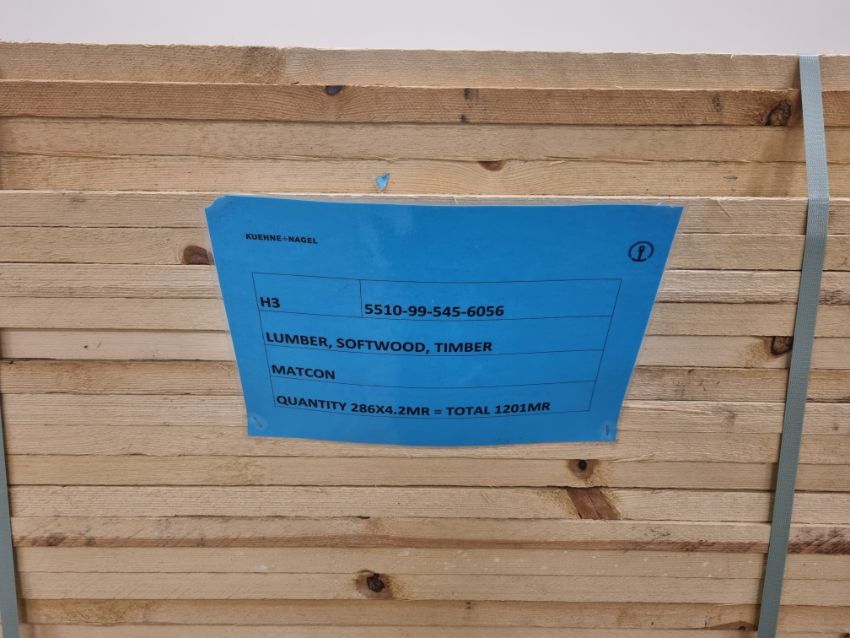 KUEHNE+NAGEL
H3 5510-99-545-6056
LUMBER, SOFTWOOD, TIMBER
MATCON
QUANTITY 286X4.2MR = TOTAL 1201MR